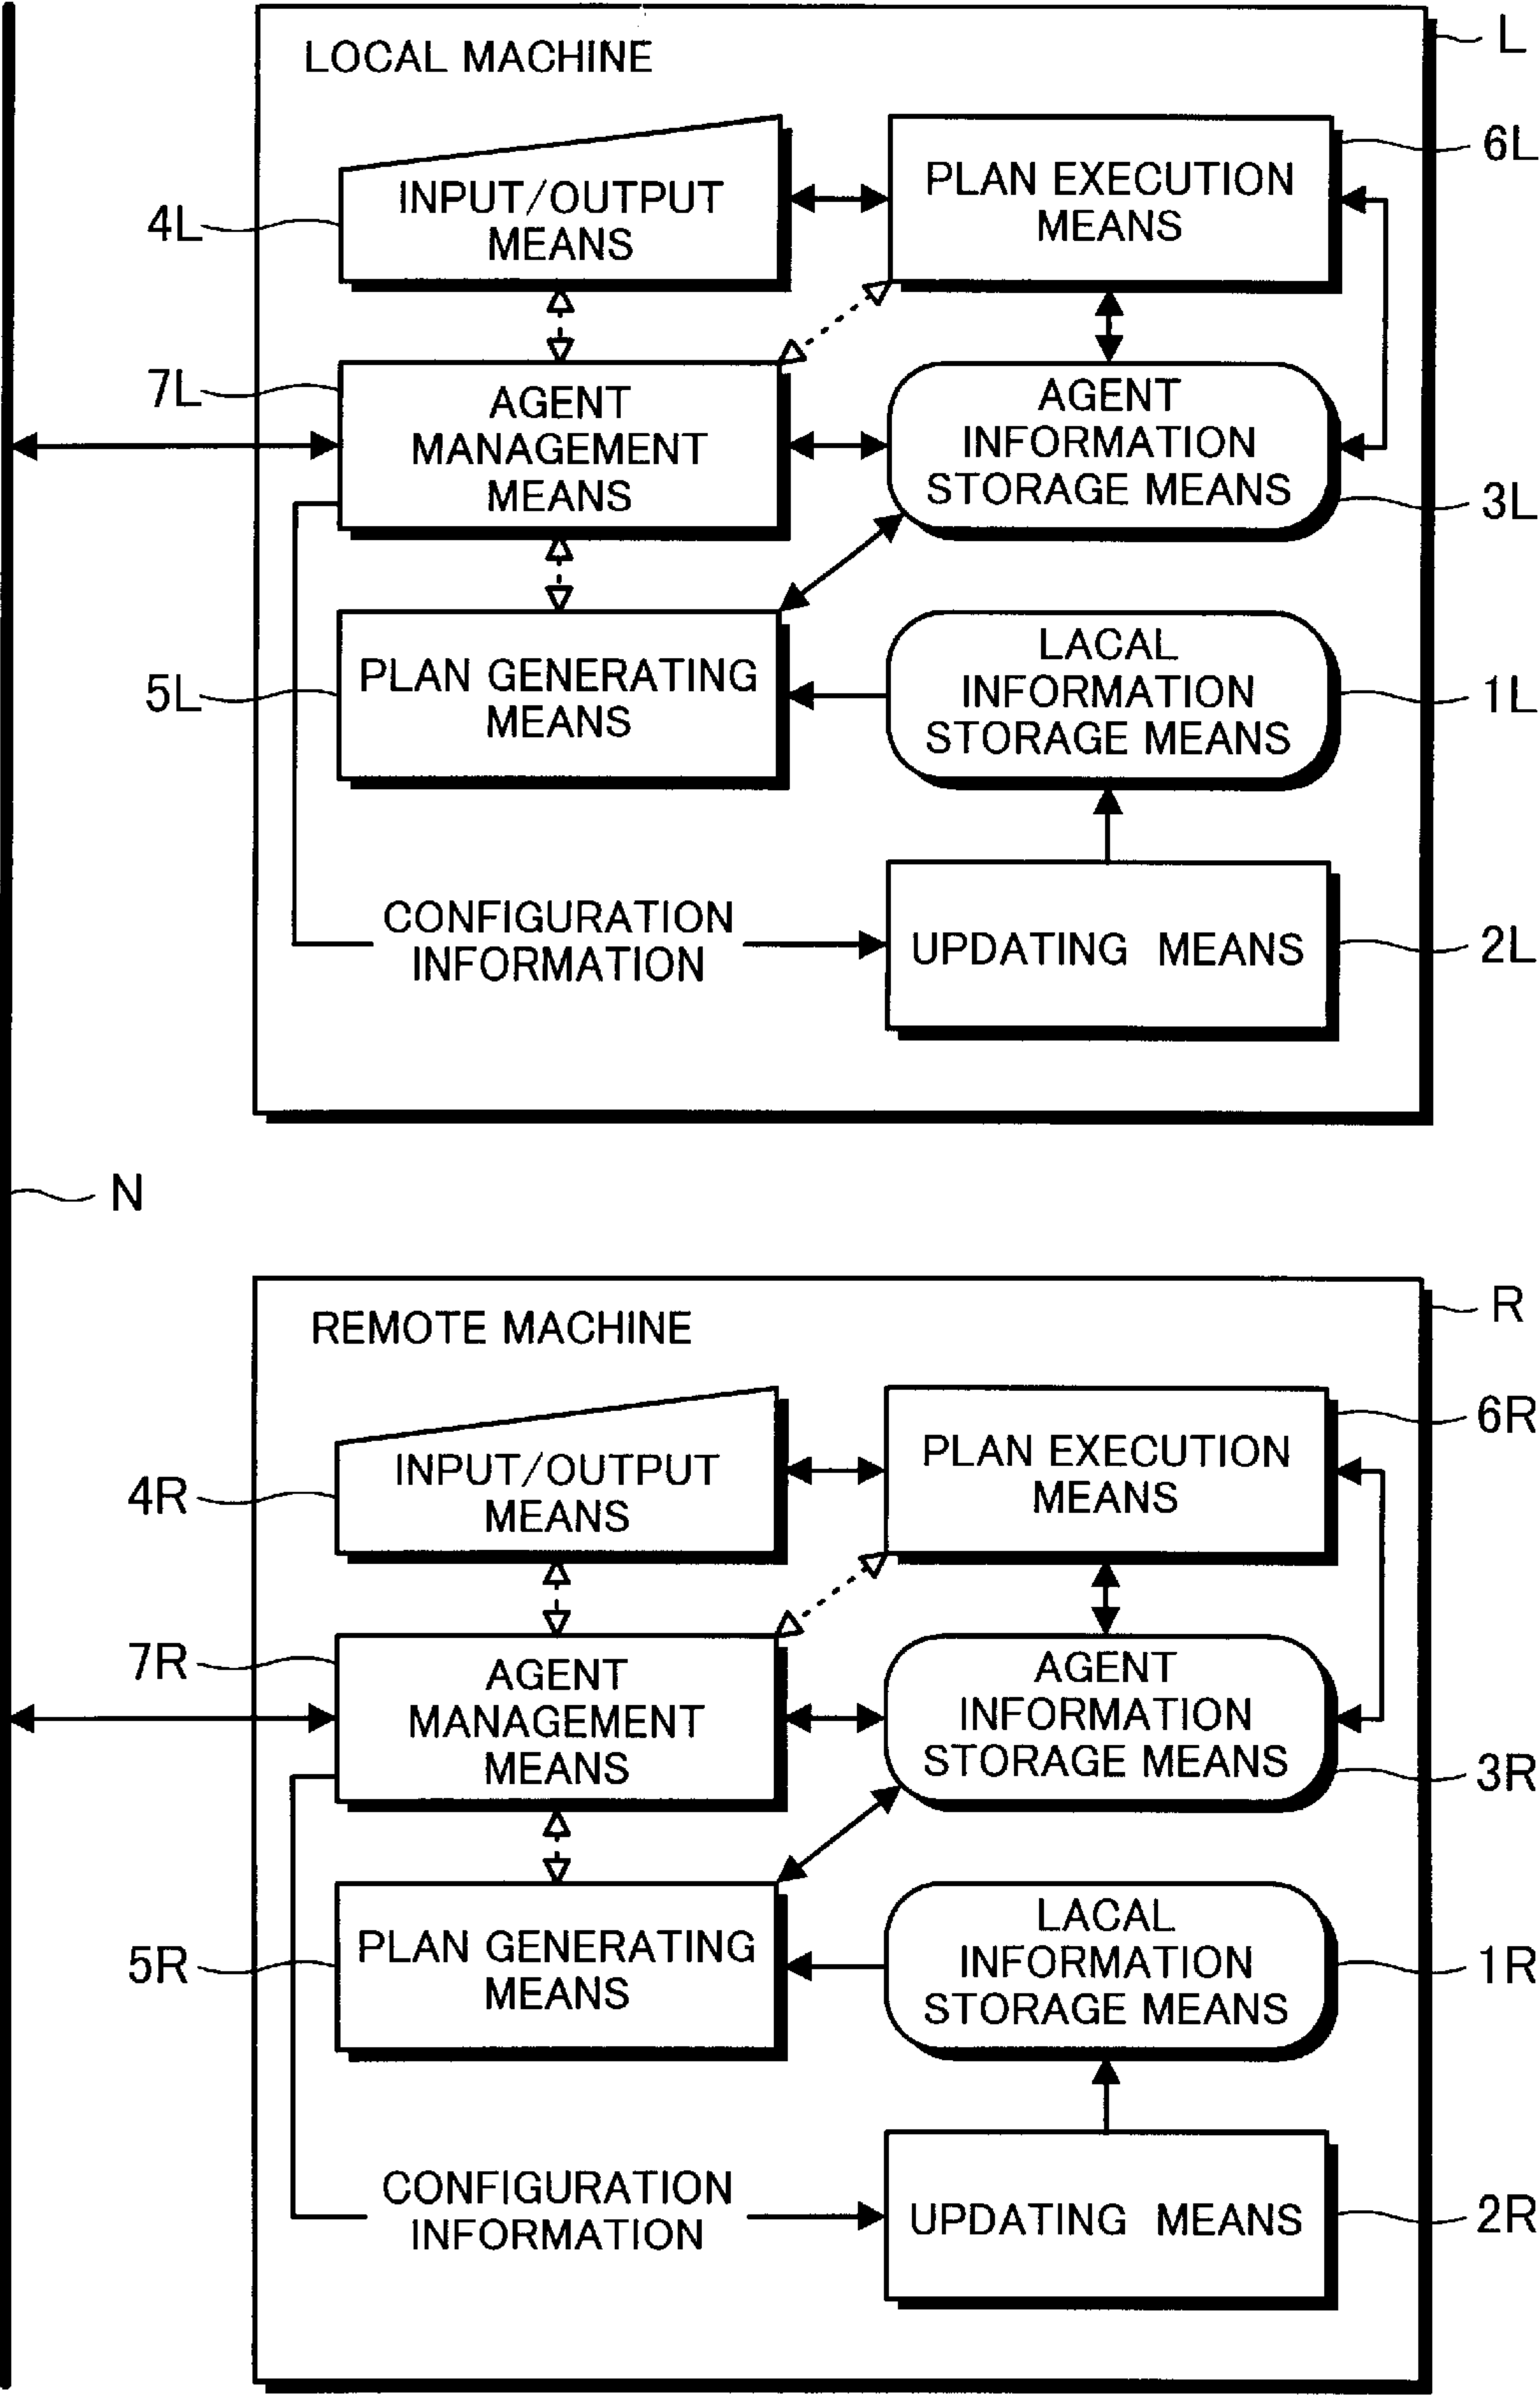 LOCAL MACHINE
L
INPUT/OUTPUT
MEANS
4L
PLAN EXECUTION
MEANS
6L
7L
AGENT
MANAGEMENT
MEANS
AGENT
INFORMATION
STORAGE MEANS
3L
5L
PLAN GENERATING
MEANS
LACAL
INFORMATION
STORAGE MEANS
1L
CONFIGURATION
INFORMATION
UPDATING MEANS
2L
N
REMOTE MACHINE
R
INPUT/OUTPUT
MEANS
4R
PLAN EXECUTION
MEANS
6R
7R
AGENT
MANAGEMENT
MEANS
AGENT
INFORMATION
STORAGE MEANS
3R
5R
PLAN GENERATING
MEANS
LACAL
INFORMATION
STORAGE MEANS
1R
CONFIGURATION
INFORMATION
UPDATING MEANS
2R